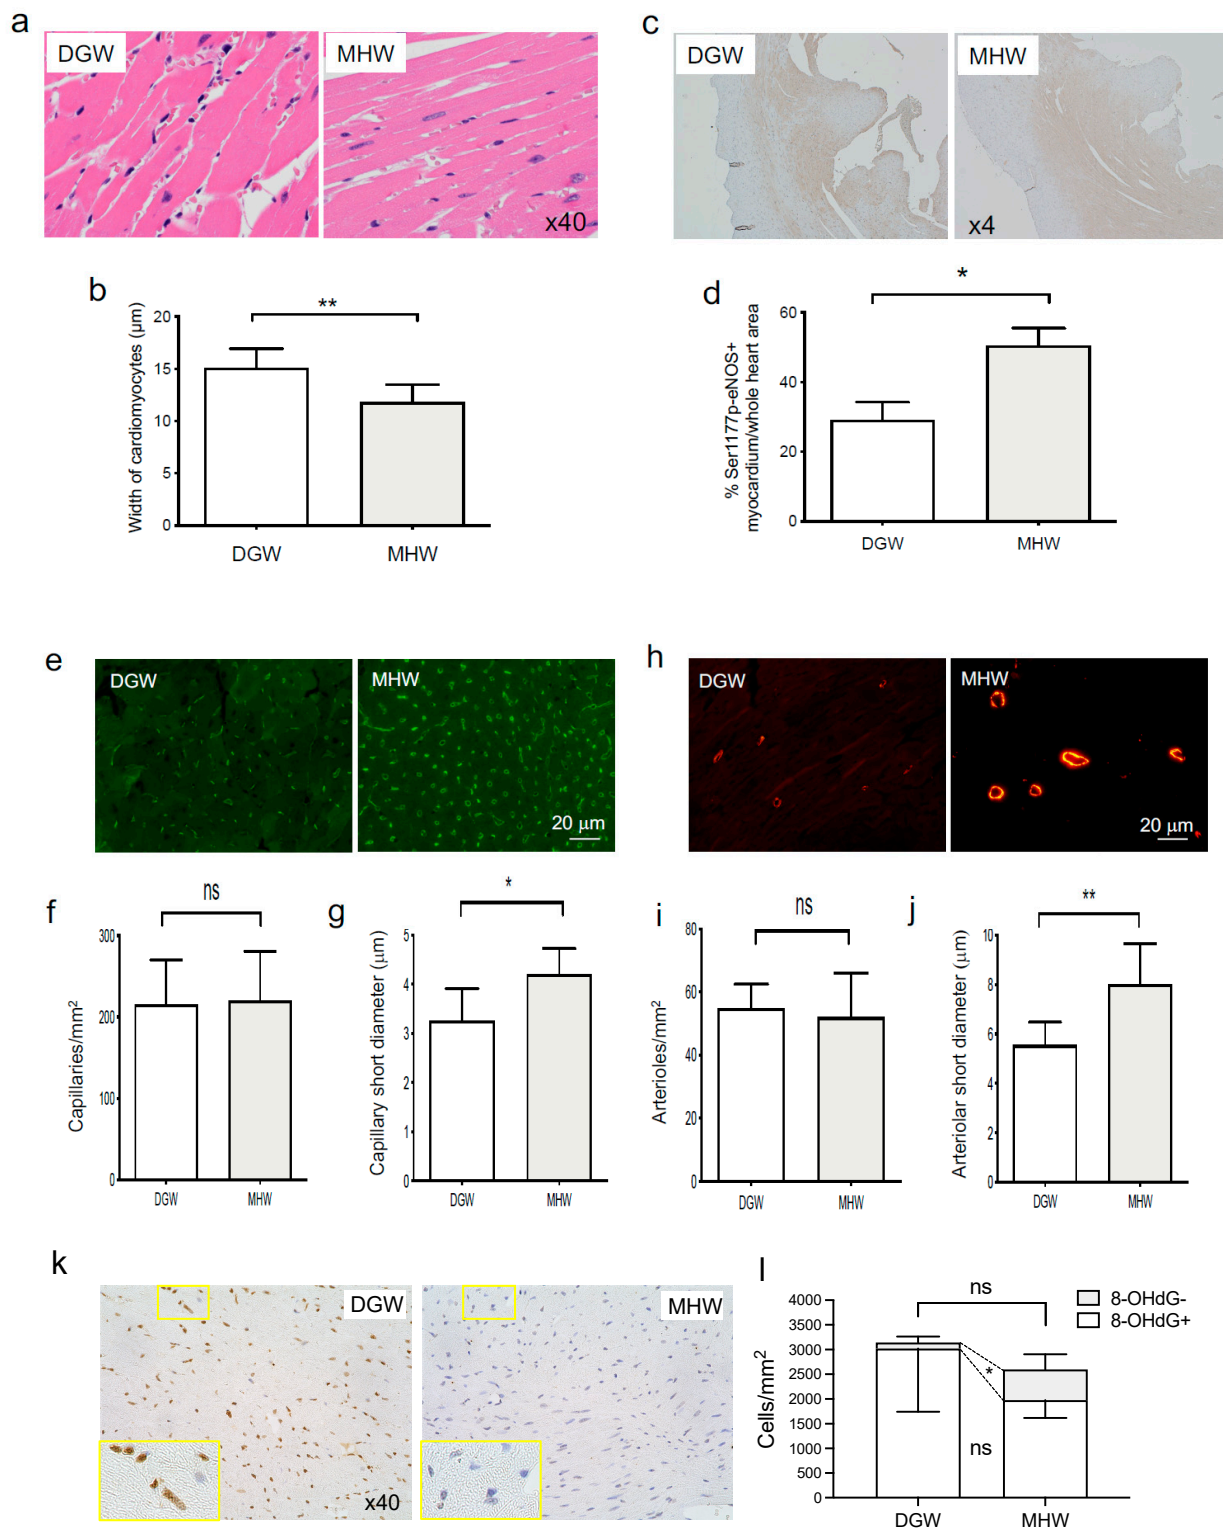 a
DGW
MHW
x40
b
**
Width of cardiomyocytes (μm)
20
15
10
5
0
DGW
MHW
c
DGW
MHW
x4
d
*
% Ser1177p-eNOS+
myocardium/whole heart area
60
40
20
0
DGW
MHW
e
DGW
MHW
20 μm
f
ns
Capillaries/mm²
300
200
100
0
DGW
MHW
g
*
Capillary short diameter (μm)
5
4
3
2
1
0
DGW
MHW
h
DGW
MHW
20 μm
i
ns
Arterioles/mm²
80
60
40
20
0
DGW
MHW
j
**
Arteriolar short diameter (μm)
10
8
6
4
2
0
DGW
MHW
k
DGW
x40
MHW
l
ns
8-OHdG-
8-OHdG+
Cells/mm²
4000
3500
3000
2500
2000
1500
1000
500
0
*
ns
DGW
MHW